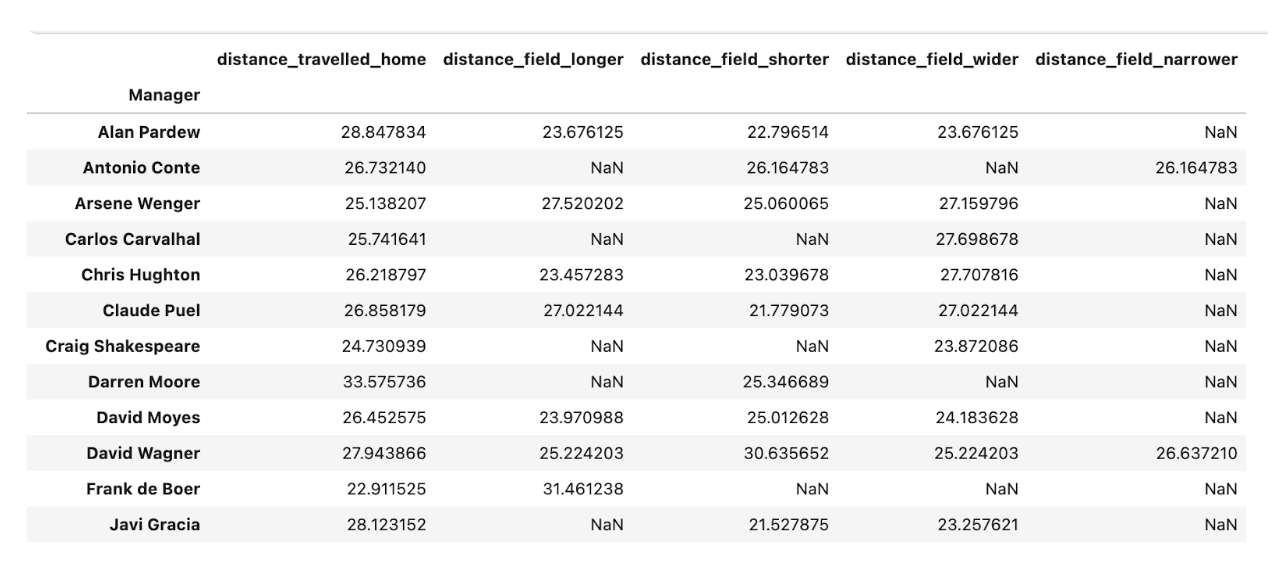 distance_travelled_home distance_field_longer distance_field_shorter distance_field_wider distance_field_narrower
Manager
Alan Pardew 28.847834 23.676125 22.796514 23.676125 NaN
Antonio Conte 26.732140 NaN 26.164783 NaN 26.164783
Arsene Wenger 25.138207 27.520202 25.060065 27.159796 NaN
Carlos Carvalhal 25.741641 NaN NaN 27.698678 NaN
Chris Hughton 26.218797 23.457283 23.039678 27.707816 NaN
Claude Puel 26.858179 27.022144 21.779073 27.022144 NaN
Craig Shakespeare 24.730939 NaN NaN 23.872086 NaN
Darren Moore 33.575736 NaN 25.346689 NaN NaN
David Moyes 26.452575 23.970988 25.012628 24.183628 NaN
David Wagner 27.943866 25.224203 30.635652 25.224203 26.637210
Frank de Boer 22.911525 31.461238 NaN NaN NaN
Javi Gracia 28.123152 NaN 21.527875 23.257621 NaN